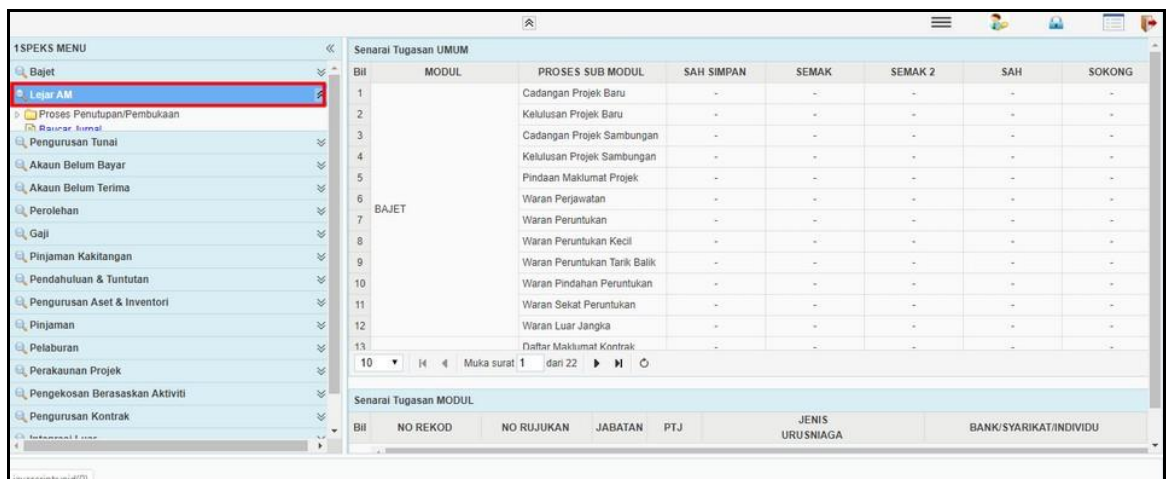 1SPEKS MENU
Bajet
Lejar AM
Proses Penutupan/Pembukaan
Baucar Jurnal
Pengurusan Tunai
Akaun Belum Bayar
Akaun Belum Terima
Perolehan
Gaji
Pinjaman Kakitangan
Pendahuluan & Tuntutan
Pengurusan Aset & Inventori
Pinjaman
Pelaburan
Perakaunan Projek
Pengekosan Berasaskan Aktiviti
Pengurusan Kontrak
Integrasi Luar
Senarai Tugasan UMUM
Bil MODUL PROSES SUB MODUL SAH SIMPAN SEMAK SEMAK 2 SAH SOKONG
1 Cadangan Projek Baru - - - - -
2 Kelulusan Projek Baru - - - - -
3 Cadangan Projek Sambungan - - - - -
4 Kelulusan Projek Sambungan - - - - -
5 Pindaan Maklumat Projek - - - - -
6 Waran Perjawatan - - - - -
BAJET
7 Waran Peruntukan - - - - -
8 Waran Peruntukan Kecil - - - - -
9 Waran Peruntukan Tarik Balik - - - - -
10 Waran Pindahan Peruntukan - - - - -
11 Waran Sekat Peruntukan - - - - -
12 Waran Luar Jangka - - - - -
13 Daftar Maklumat Kontrak - - - - -
10 Muka surat 1 dari 22
Senarai Tugasan MODUL
Bil NO REKOD NO RUJUKAN JABATAN PTJ JENIS URUSNIAGA BANK/SYARIKAT/INDIVIDU